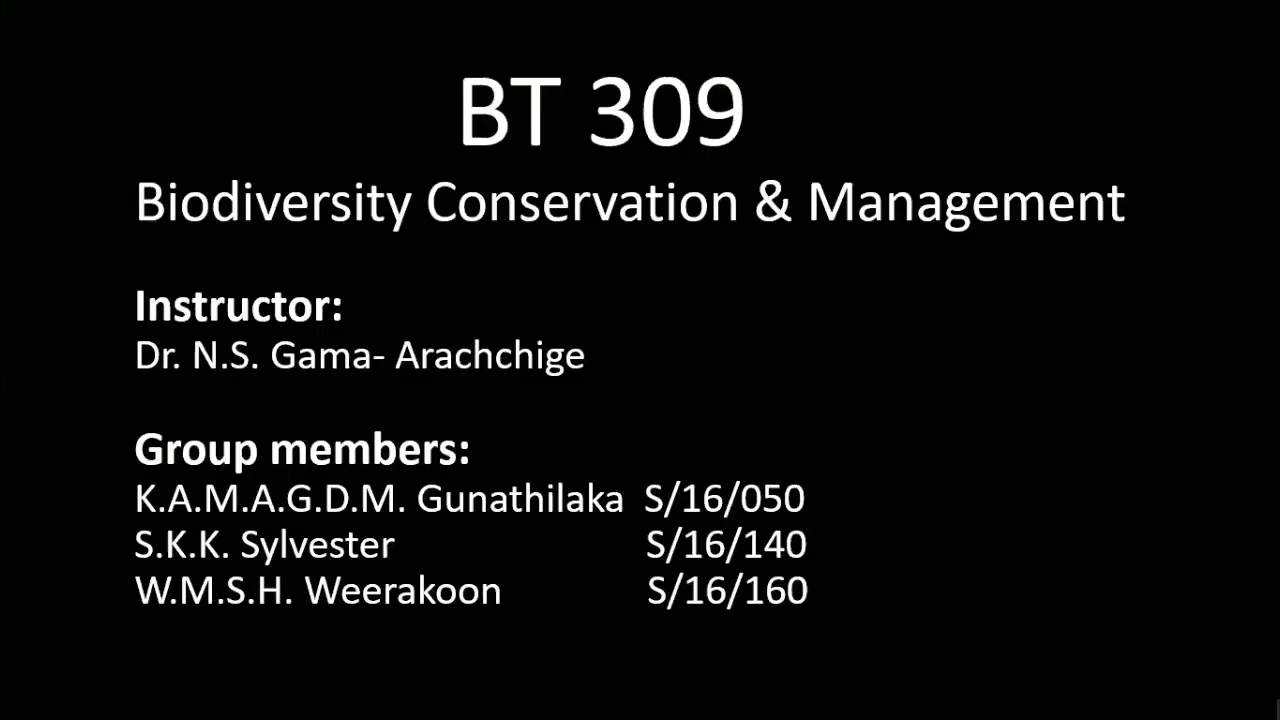 BT 309
Biodiversity Conservation & Management
Instructor:
Dr. N.S. Gama- Arachchige
Group members:
K.A.M.A.G.D.M. Gunathilaka S/16/050
S.K.K. Sylvester S/16/140
W.M.S.H. Weerakoon S/16/160